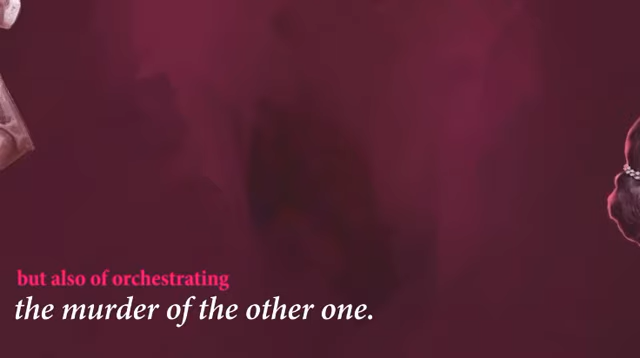 but also of orchestrating
the murder of the other one.